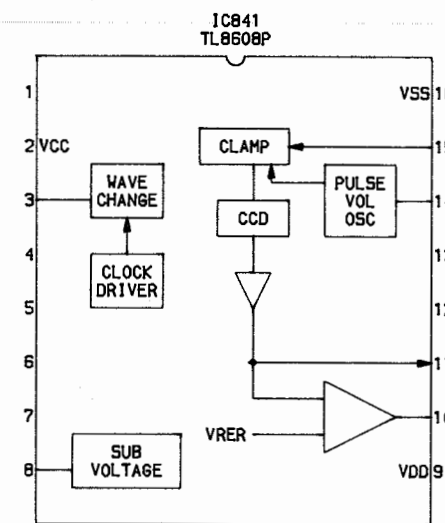 IC841
TL8608P
1
VSS
2 VCC
CLAMP
WAVE
CHANGE
PULSE
VOL
OSC
3
CCD
4
CLOCK
DRIVER
5
6
7
VRER
10
SUB
VOLTAGE
8
VDD 9